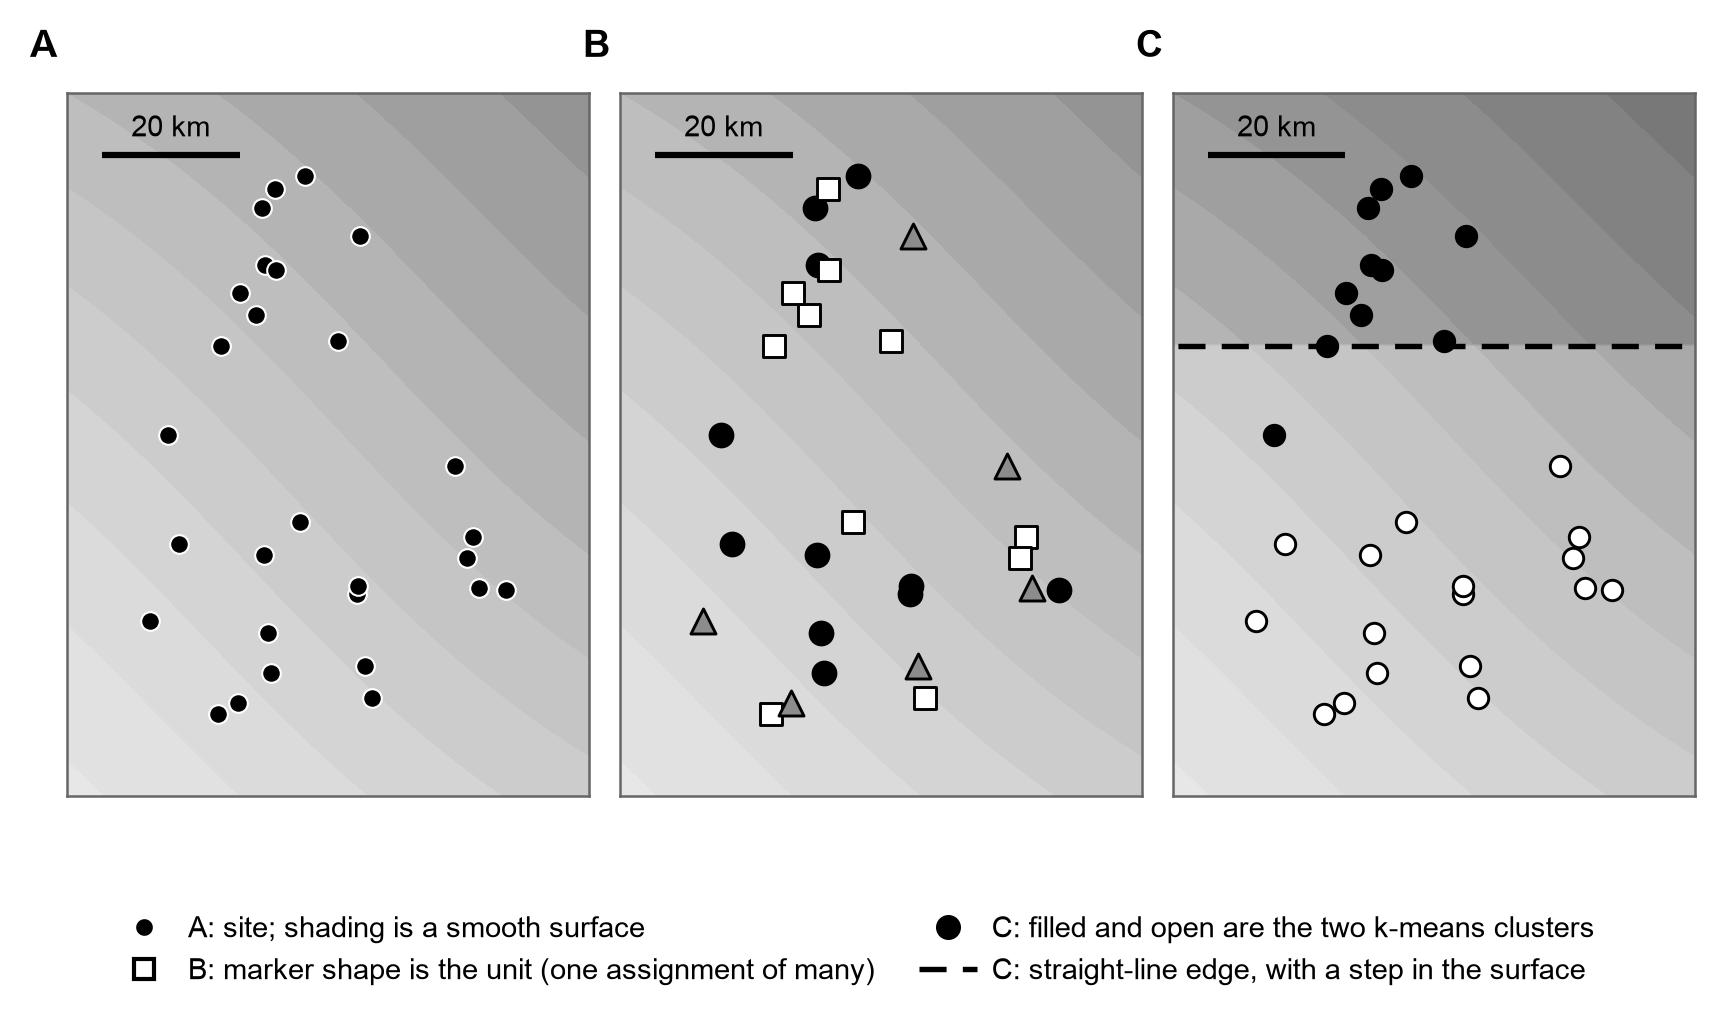 A
B
C
20 km
20 km
20 km
A: site; shading is a smooth surface
B: marker shape is the unit (one assignment of many)
C: filled and open are the two k-means clusters
C: straight-line edge, with a step in the surface